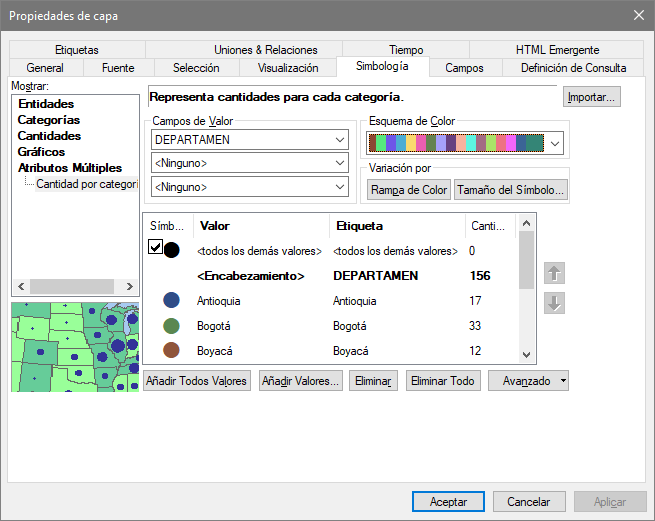 Propiedades de capa
Etiquetas Uniones & Relaciones Tiempo HTML Emergente
General Fuente Selección Visualización Simbología Campos Definición de Consulta
Mostrar:
Entidades
Categorías
Cantidades
Gráficos
Atributos Múltiples
Cantidad por categorí
Representa cantidades para cada categoría.
Importar...
Campos de Valor
DEPARTAMEN
<Ninguno>
<Ninguno>
Esquema de Color
Variación por
Rampa de Color Tamaño del Símbolo...
Símb... Valor Etiqueta Canti...
<todos los demás valores> <todos los demás valores> 0
<Encabezamiento> DEPARTAMEN 156
Antioquia Antioquia 17
Bogotá Bogotá 33
Boyacá Boyacá 12
Añadir Todos Valores Añadir Valores... Eliminar Eliminar Todo Avanzado
Aceptar Cancelar Aplicar